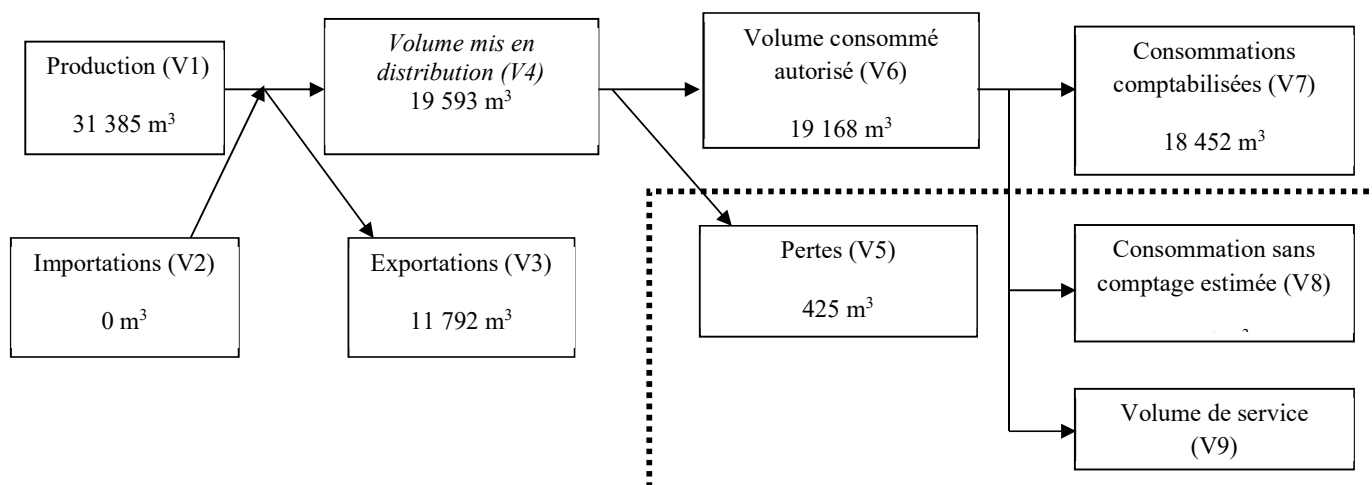 Production (V1)
31 385 m³
Volume mis en
distribution (V4)
19 593 m³
Volume consommé
autorisé (V6)
19 168 m³
Consommations
comptabilisées (V7)
18 452 m³
Importations (V2)
0 m³
Exportations (V3)
11 792 m³
Pertes (V5)
425 m³
Consommation sans
comptage estimée (V8)
Volume de service
(V9)